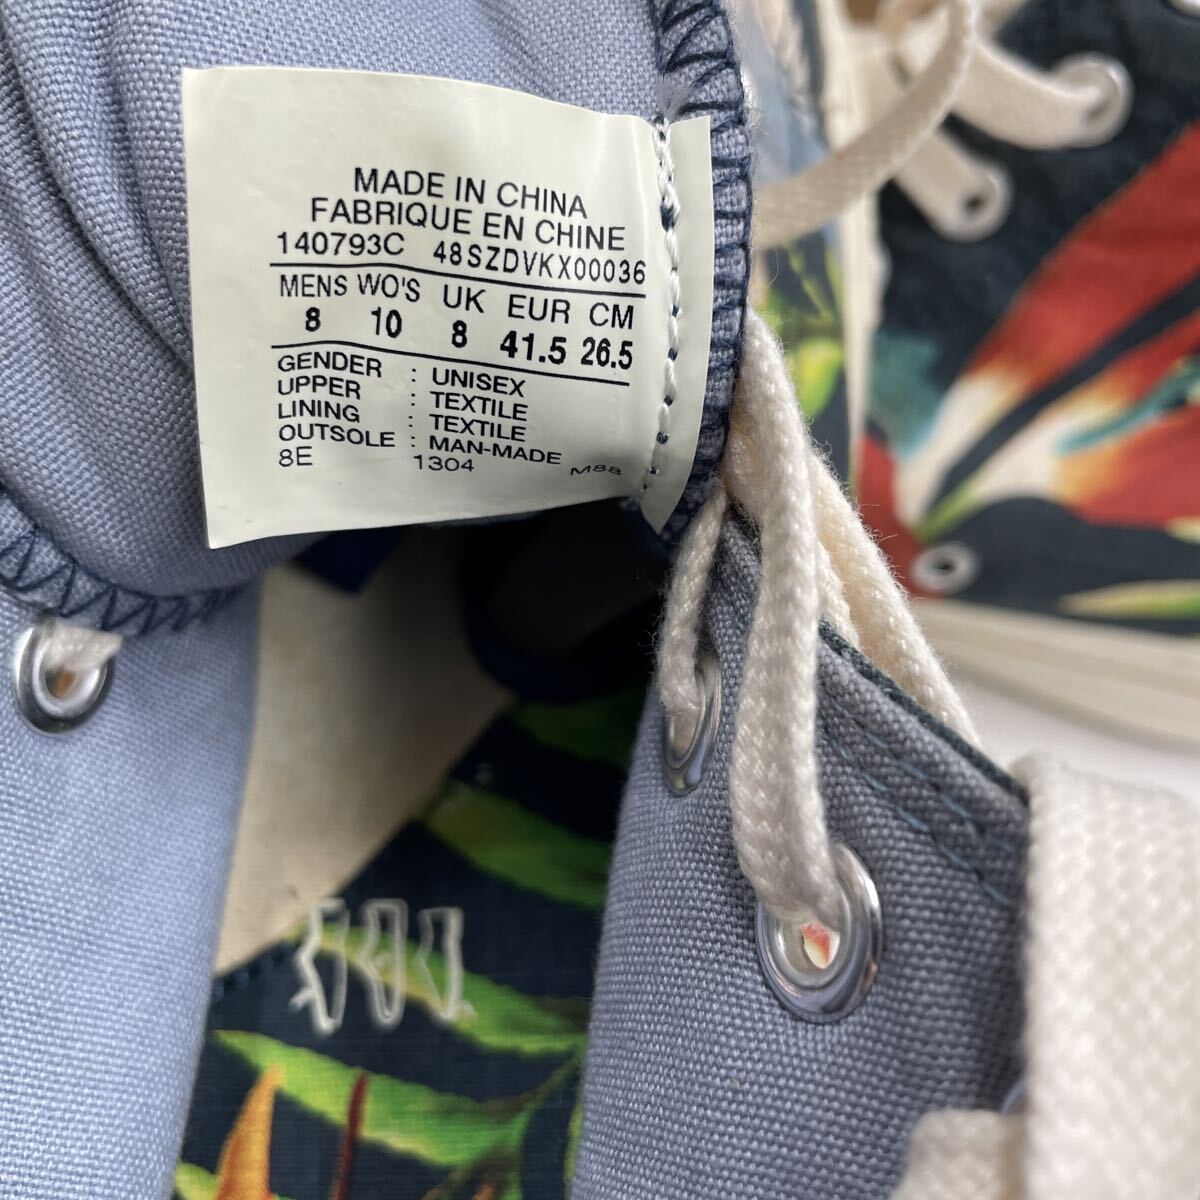 MADE IN CHINA
FABRIQUE EN CHINE
140793C 48SZDVKX00036
MENS WO'S UK EUR CM
8 10 8 41.5 26.5
GENDER : UNISEX
UPPER : TEXTILE
LINING : TEXTILE
OUTSOLE : MAN-MADE
8E 1304 M88